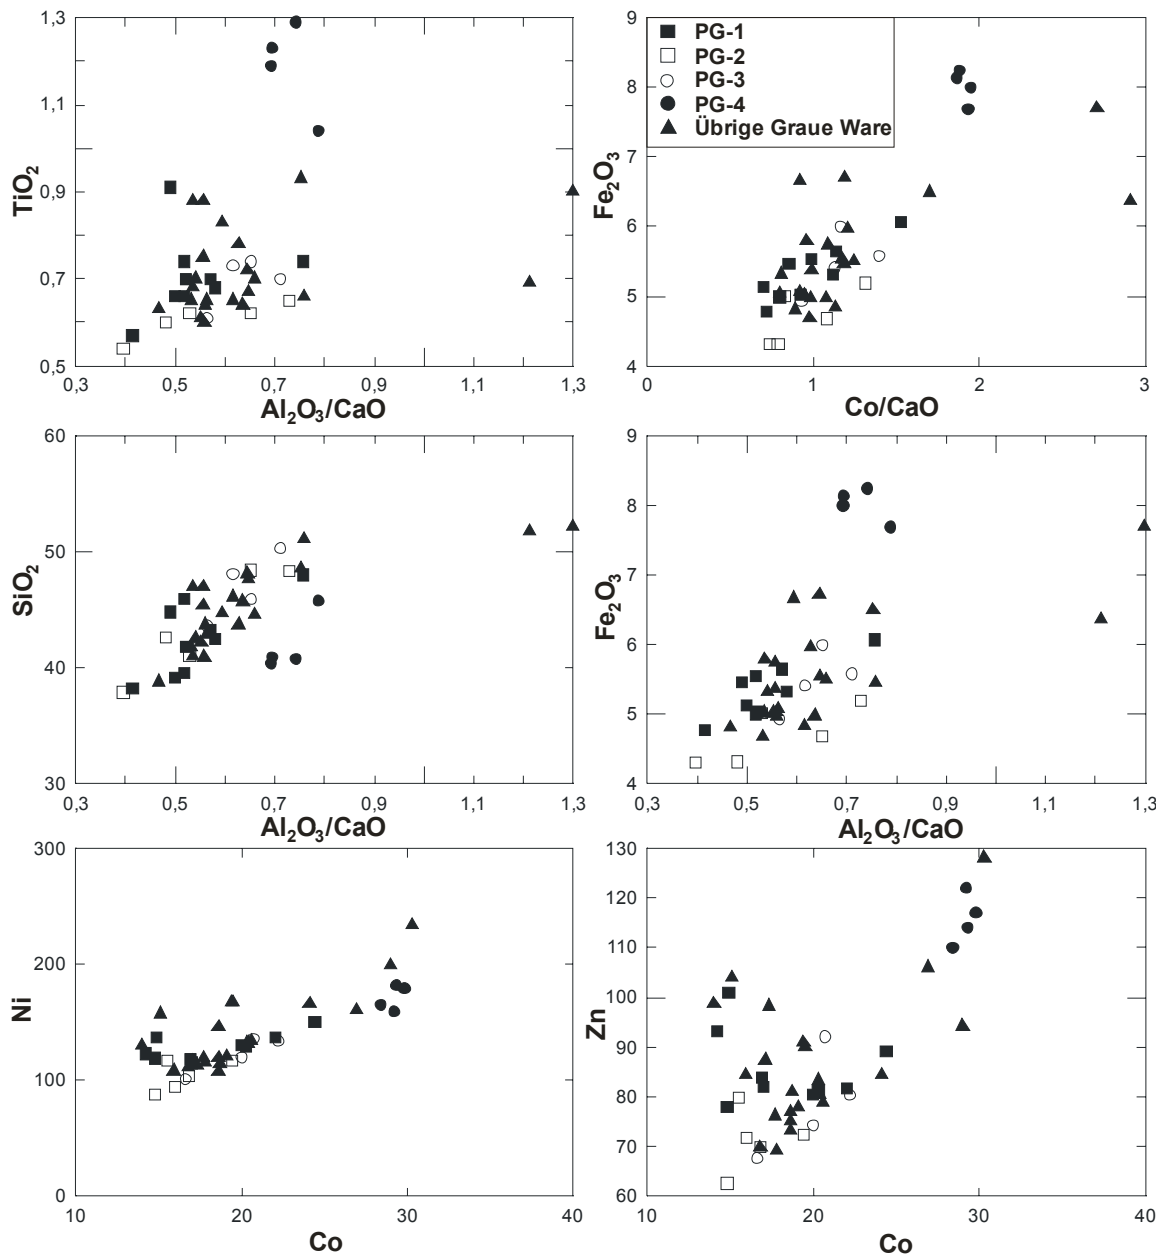 1,3
1,1
0,9
0,7
0,5
TiO2
0,3 0,5 0,7 0,9 1,1 1,3
Al2O3/CaO
9
8
7
6
5
4
Fe2O3
PG-1
PG-2
PG-3
PG-4
Übrige Graue Ware
0 1 2 3
Co/CaO
60
50
40
30
SiO2
0,3 0,5 0,7 0,9 1,1 1,3
Al2O3/CaO
9
8
7
6
5
4
Fe2O3
0,3 0,5 0,7 0,9 1,1 1,3
Al2O3/CaO
300
200
100
0
Ni
10 20 30 40
Co
130
120
110
100
90
80
70
60
Zn
10 20 30 40
Co